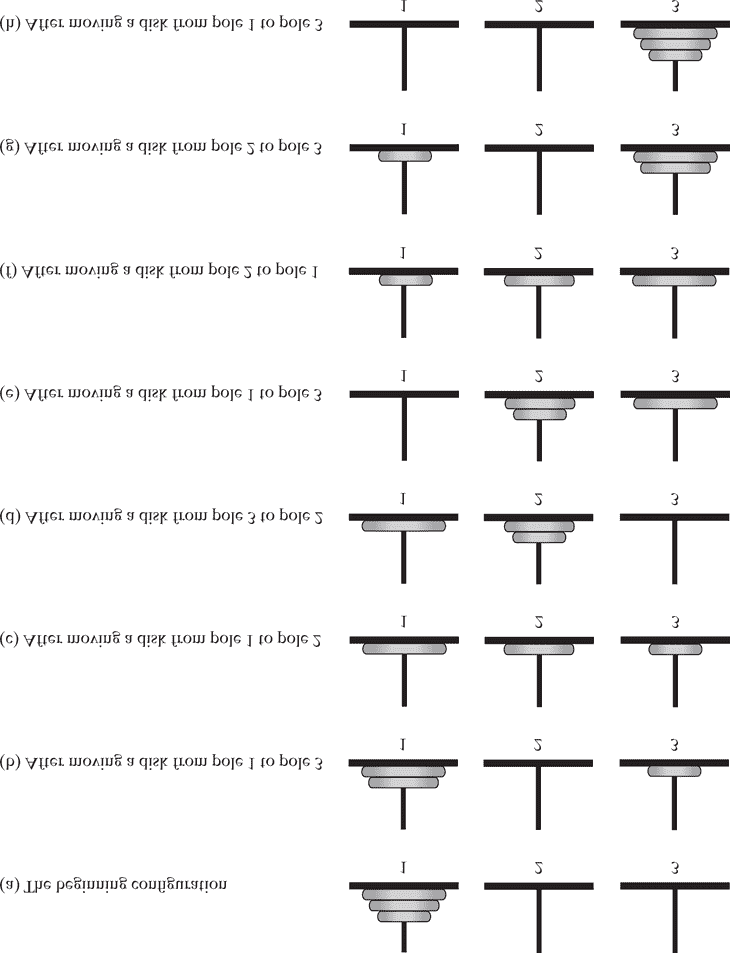 (a) The beginning configuration
1 2 3
(b) After moving a disk from pole 1 to pole 3
1 2 3
(c) After moving a disk from pole 1 to pole 2
1 2 3
(d) After moving a disk from pole 3 to pole 2
1 2 3
(e) After moving a disk from pole 1 to pole 3
1 2 3
(f) After moving a disk from pole 2 to pole 1
1 2 3
(g) After moving a disk from pole 2 to pole 3
1 2 3
(h) After moving a disk from pole 1 to pole 3
1 2 3